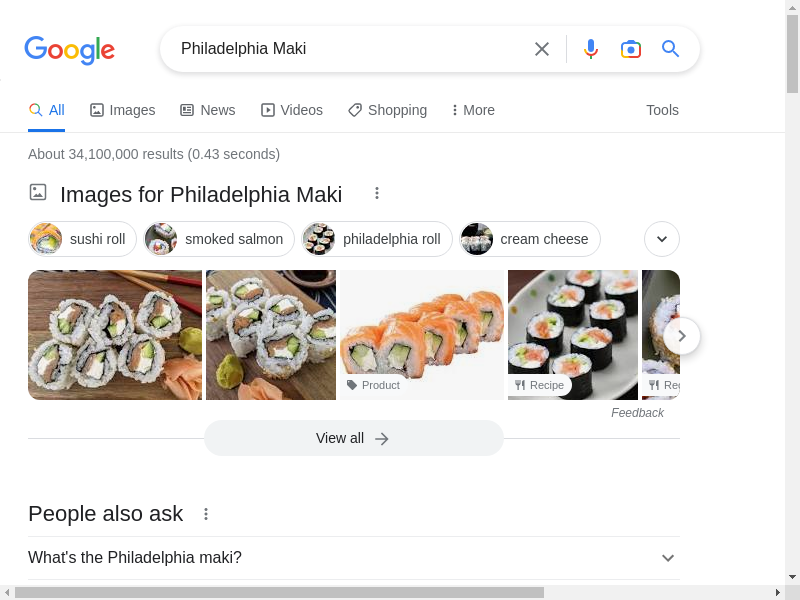 Google
Philadelphia Maki
All
Images
News
Videos
Shopping
More
Tools
About 34,100,000 results (0.43 seconds)
Images for Philadelphia Maki
sushi roll
smoked salmon
philadelphia roll
cream cheese
Product
Recipe
Rec
Feedback
View all
People also ask
What's the Philadelphia maki?